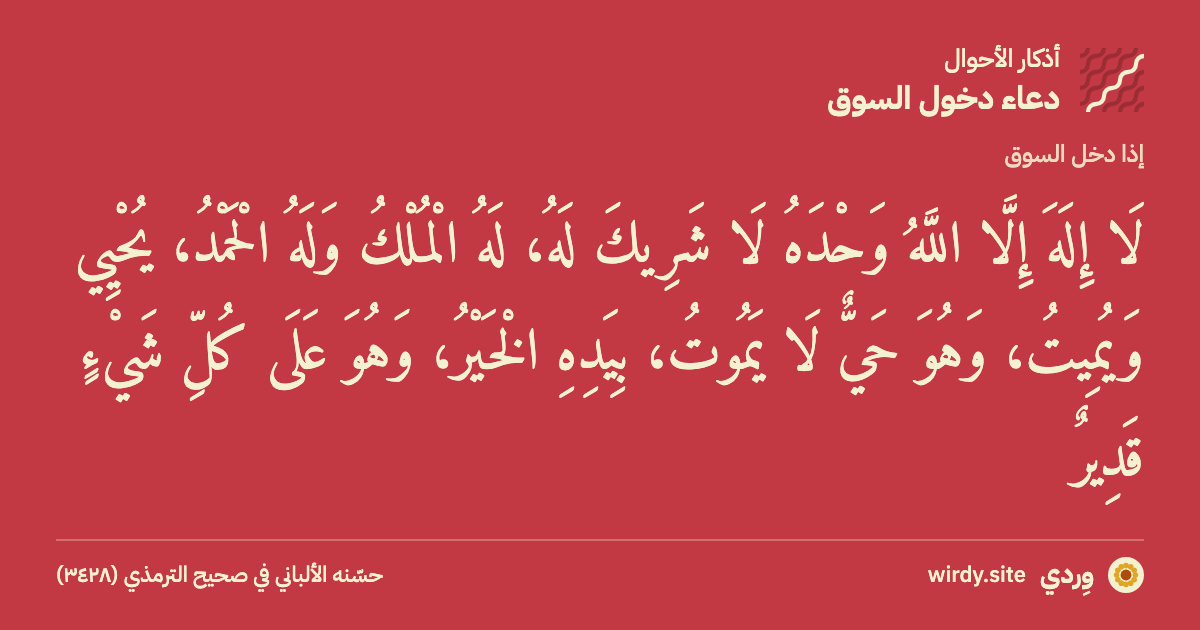 أذكار الأحوال
دعاء دخول السوق
إذا دخل السوق
لَا إِلَهَ إِلَّا اللَّهُ وَحْدَهُ لَا شَرِيكَ لَهُ، لَهُ الْمُلْكُ وَلَهُ الْحَمْدُ، يُحْيِي
وَيُمِيتُ، وَهُوَ حَيٌّ لَا يَمُوتُ، بِيَدِهِ الْخَيْرُ، وَهُوَ عَلَى كُلِّ شَيْءٍ
قَدِيرٌ
وِردي wirdy.site
حسّنه الألباني في صحيح الترمذي (٣٤٢٨)